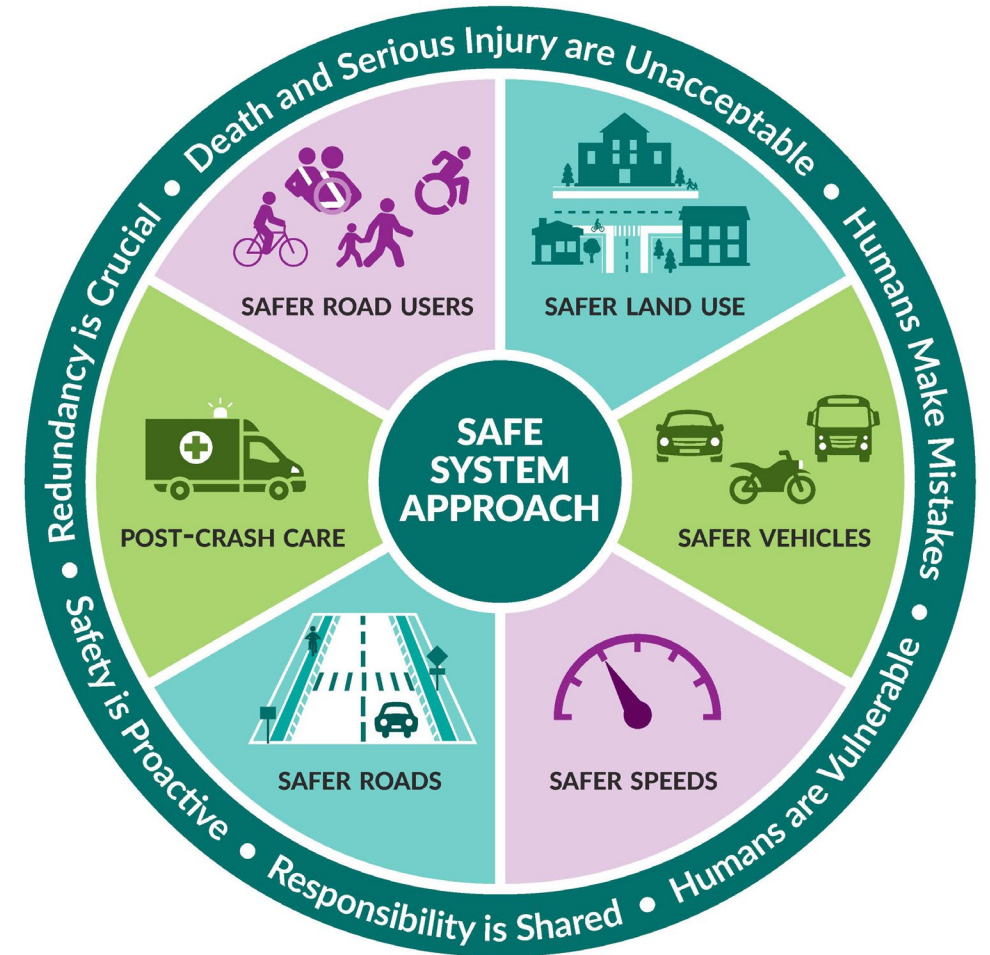 Death and Serious Injury are Unacceptable
Humans Make Mistakes
Humans are Vulnerable
Responsibility is Shared
Safety is Proactive
Redundancy is Crucial
SAFER ROAD USERS
SAFER LAND USE
SAFE
SYSTEM
APPROACH
POST-CRASH CARE
SAFER VEHICLES
SAFER ROADS
SAFER SPEEDS